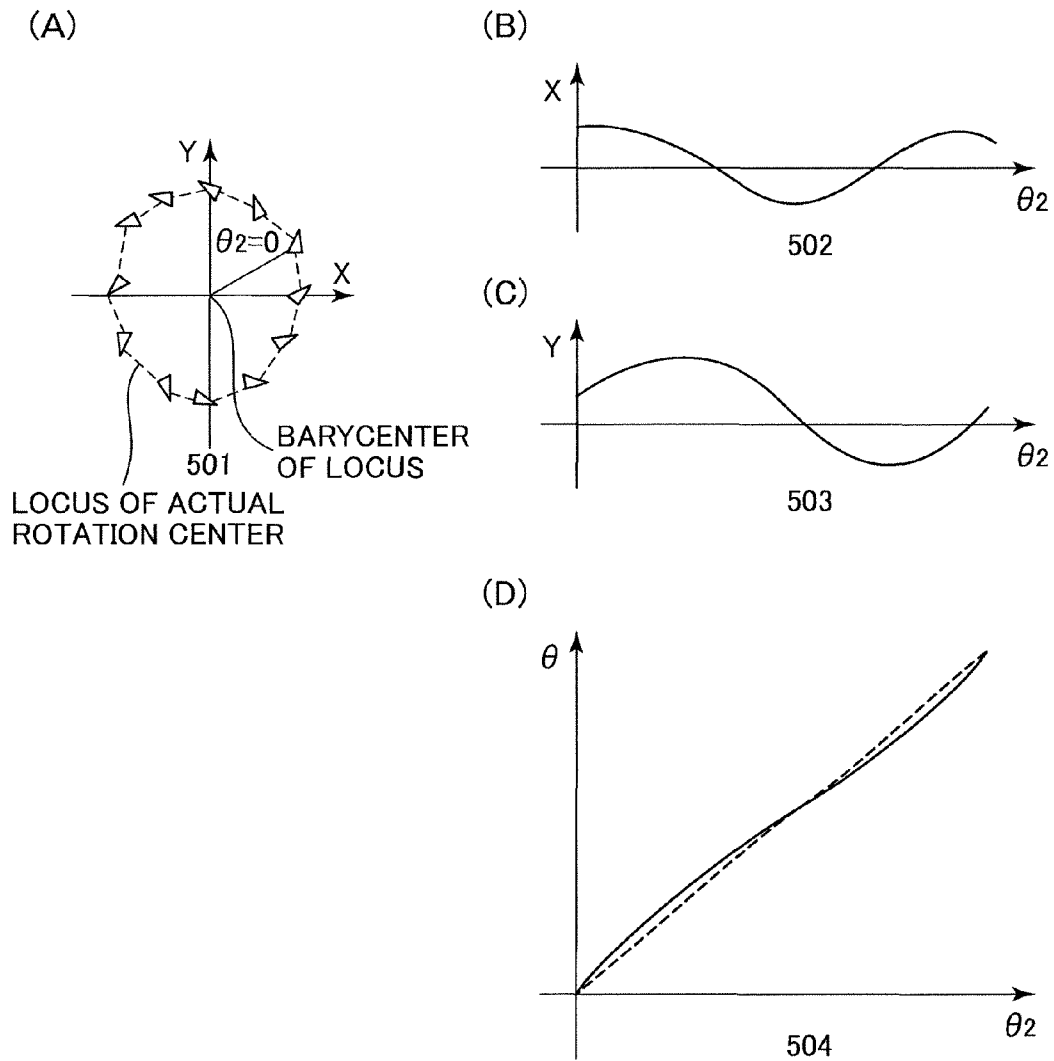 (A)
Y
θ2=0
X
501
BARYCENTER
OF LOCUS
LOCUS OF ACTUAL
ROTATION CENTER
(B)
X
θ2
502
(C)
Y
θ2
503
(D)
θ
θ2
504